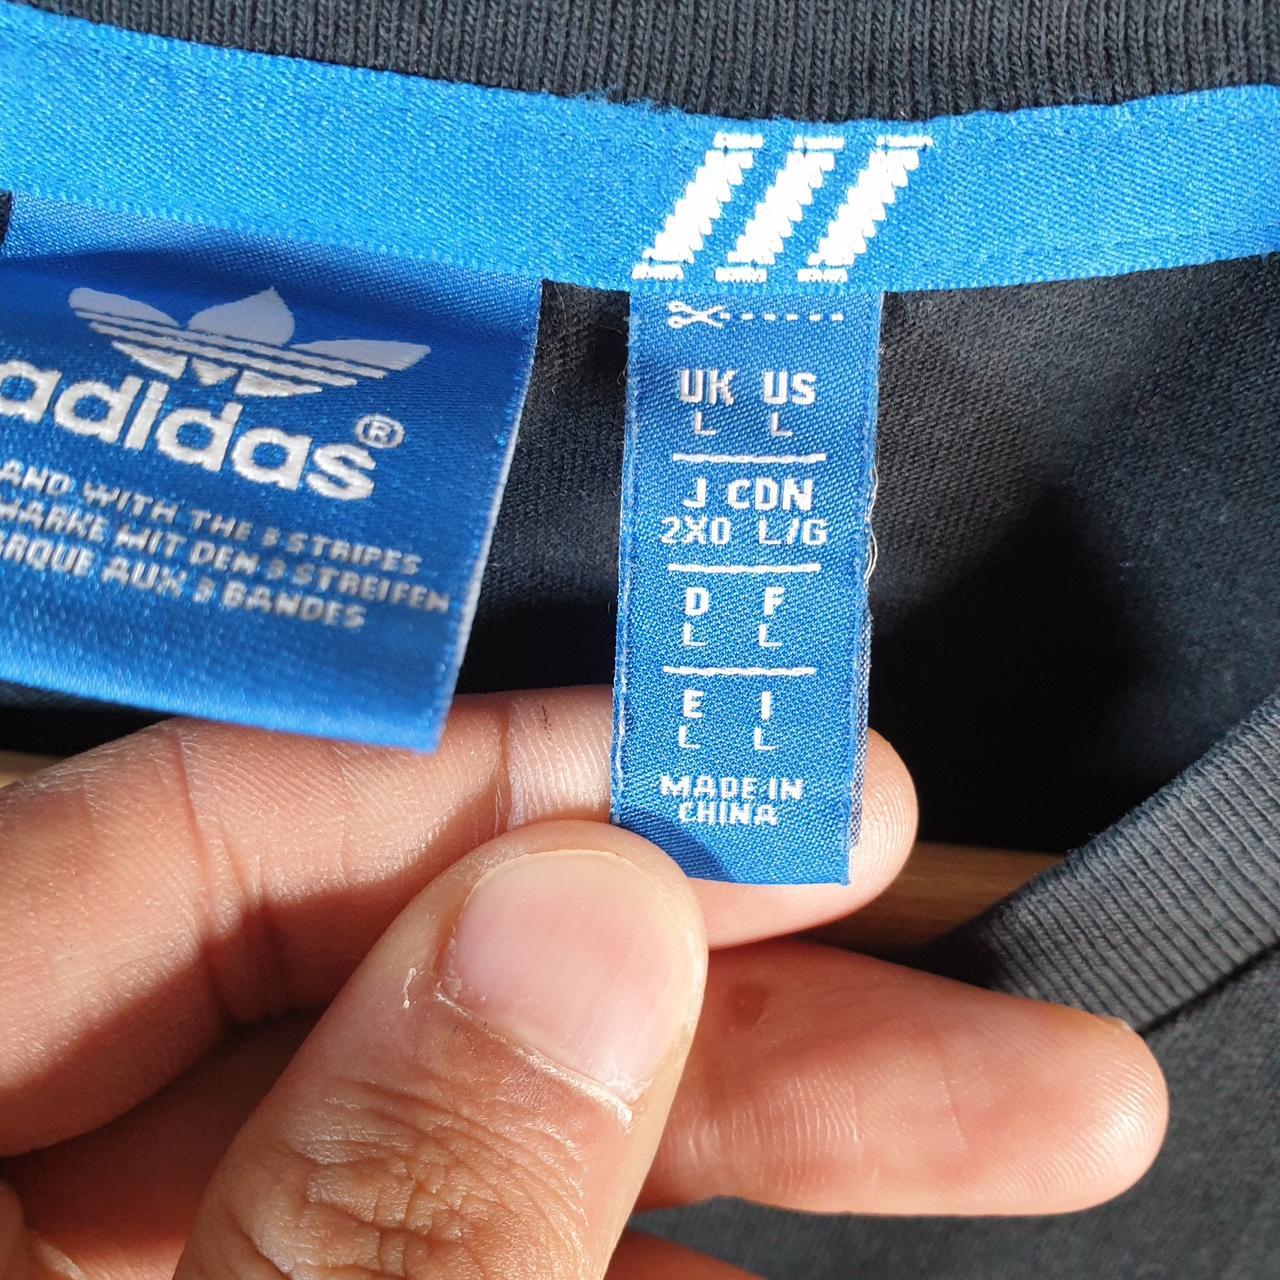 adidas®
AND WITH THE 3 STRIPES
MARKE MIT DEN 3 STREIFEN
RQUE AUX 3 BANDES
UK US
L L
J CDN
2XO L/G
D F
L L
E I
L L
MADE IN
CHINA